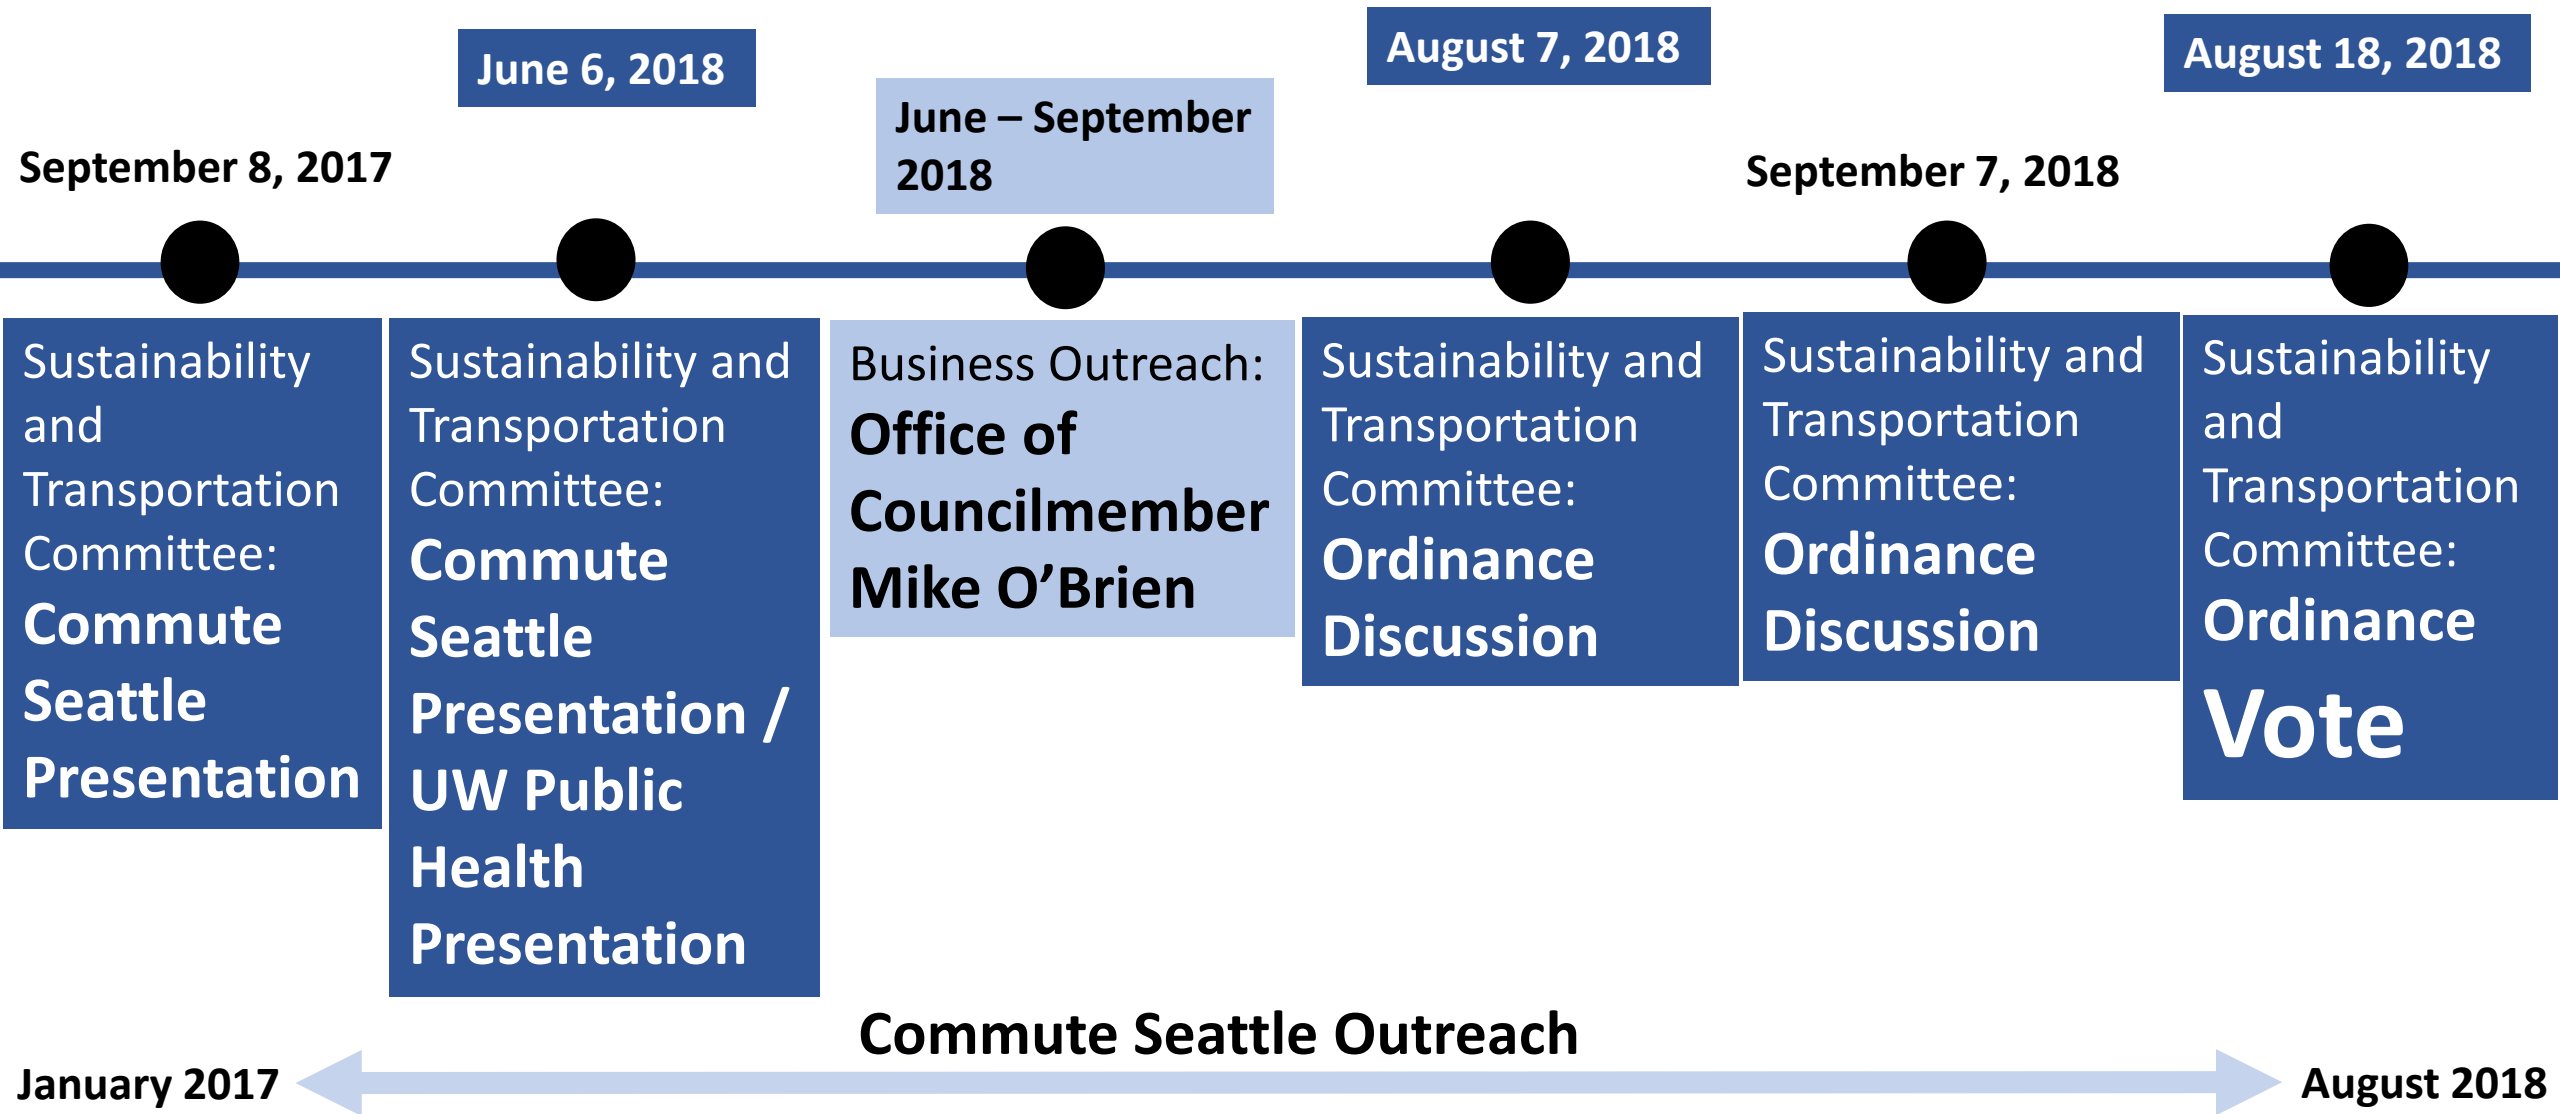 September 8, 2017
June 6, 2018
June – September
2018
August 7, 2018
September 7, 2018
August 18, 2018
Sustainability
and
Transportation
Committee:
Commute
Seattle
Presentation
Sustainability and
Transportation
Committee:
Commute
Seattle
Presentation /
UW Public
Health
Presentation
Business Outreach:
Office of
Councilmember
Mike O’Brien
Sustainability and
Transportation
Committee:
Ordinance
Discussion
Sustainability and
Transportation
Committee:
Ordinance
Discussion
Sustainability
and
Transportation
Committee:
Ordinance
Vote
Commute Seattle Outreach
January 2017
August 2018